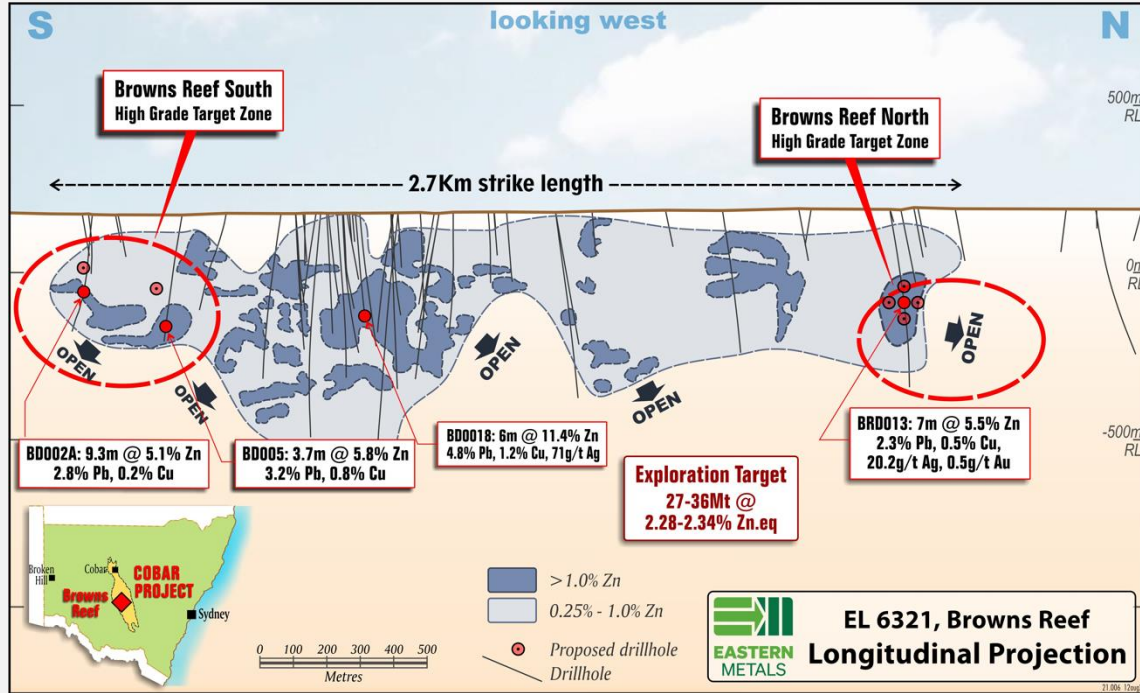 S
looking west
N
Browns Reef South
High Grade Target Zone
Browns Reef North
High Grade Target Zone
500m
RL
2.7Km strike length
0m
RL
OPEN
OPEN
OPEN
OPEN
OPEN
-500m
RL
BD002A: 9.3m @ 5.1% Zn
2.8% Pb, 0.2% Cu
BD005: 3.7m @ 5.8% Zn
3.2% Pb, 0.8% Cu
BD0018: 6m @ 11.4% Zn
4.8% Pb, 1.2% Cu, 71g/t Ag
BRD013: 7m @ 5.5% Zn
2.3% Pb, 0.5% Cu,
20.2g/t Ag, 0.5g/t Au
Exploration Target
27-36Mt @
2.28-2.34% Zn.eq
Broken
Hill
Cobar
COBAR
PROJECT
Browns
Reef
Sydney
>1.0% Zn
0.25% - 1.0% Zn
Proposed drillhole
Drillhole
0 100 200 300 400 500
Metres
EASTERN
METALS
EL 6321, Browns Reef
Longitudinal Projection